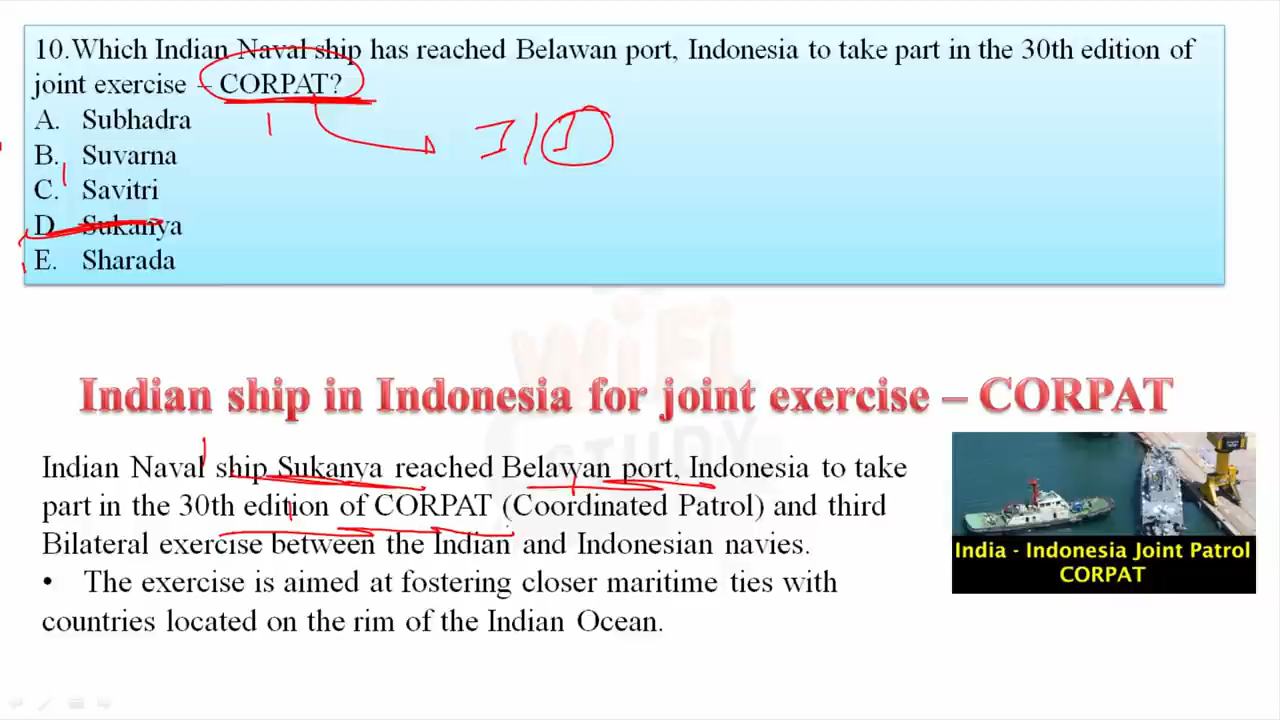 10.Which Indian Naval ship has reached Belawan port, Indonesia to take part in the 30th edition of
joint exercise – CORPAT?
I/I
A. Subhadra
B. Suvarna
C. Savitri
D. Sukanya
E. Sharada
WiFi
STUDY
Indian ship in Indonesia for joint exercise – CORPAT
Indian Naval ship Sukanya reached Belawan port, Indonesia to take
part in the 30th edition of CORPAT (Coordinated Patrol) and third
Bilateral exercise between the Indian and Indonesian navies.
• The exercise is aimed at fostering closer maritime ties with
countries located on the rim of the Indian Ocean.
India - Indonesia Joint Patrol
CORPAT